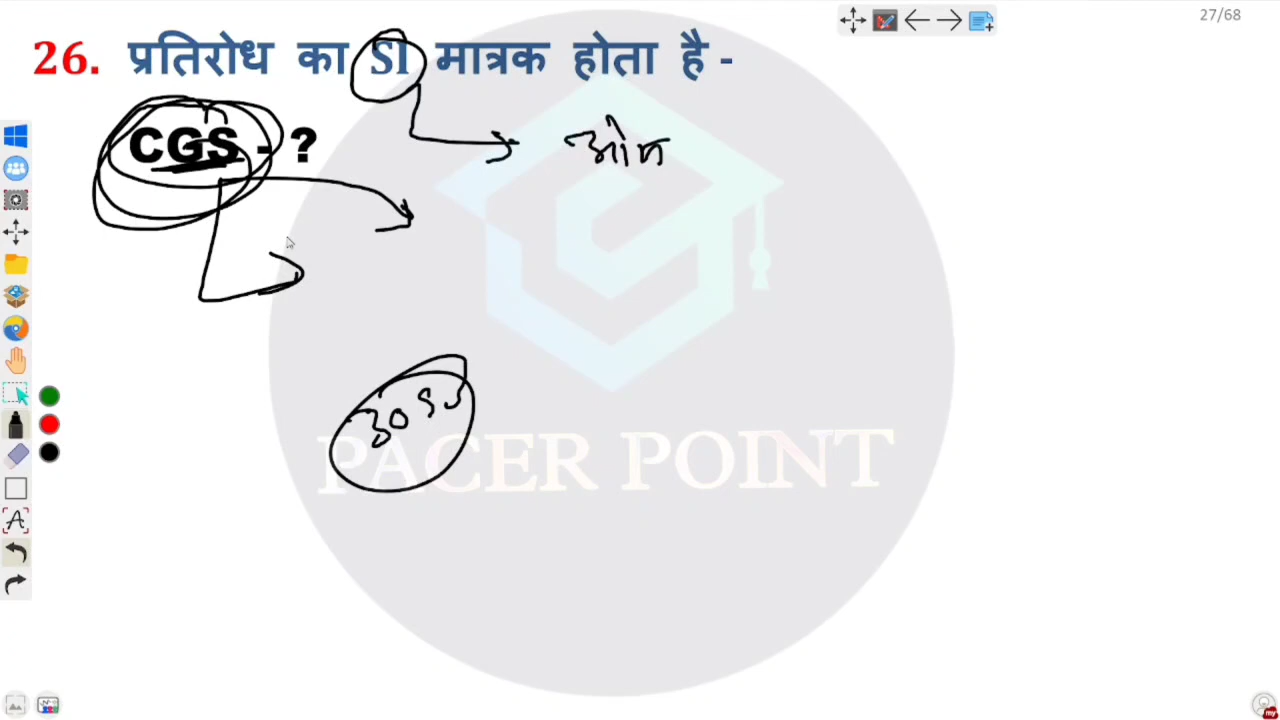 27/68
26. प्रतिरोध का SI मात्रक होता है -
CGS - ?
ओम
PACER POINT